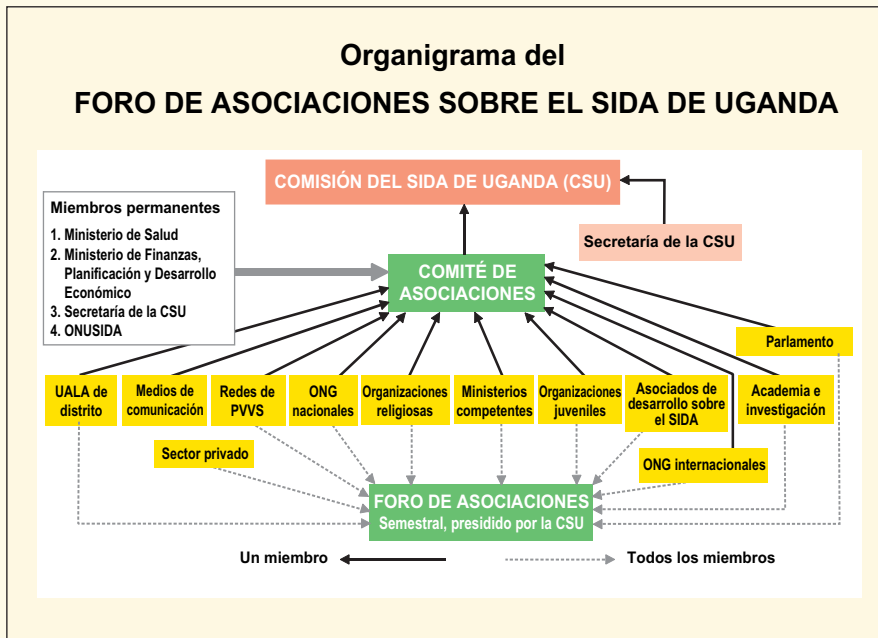 Organigrama del
FORO DE ASOCIACIONES SOBRE EL SIDA DE UGANDA
COMISIÓN DEL SIDA DE UGANDA (CSU)
Miembros permanentes
1. Ministerio de Salud
2. Ministerio de Finanzas,
Planificación y Desarrollo
Económico
3. Secretaría de la CSU
4. ONUSIDA
Secretaría de la CSU
COMITÉ DE
ASOCIACIONES
Parlamento
UALA de
distrito
Medios de
comunicación
Redes de
PVVS
ONG
nacionales
Organizaciones
religiosas
Ministerios
competentes
Organizaciones
juveniles
Asociados de
desarrollo sobre
el SIDA
Academia e
investigación
Sector privado
ONG internacionales
FORO DE ASOCIACIONES
Semestral, presidido por la CSU
Un miembro
Todos los miembros